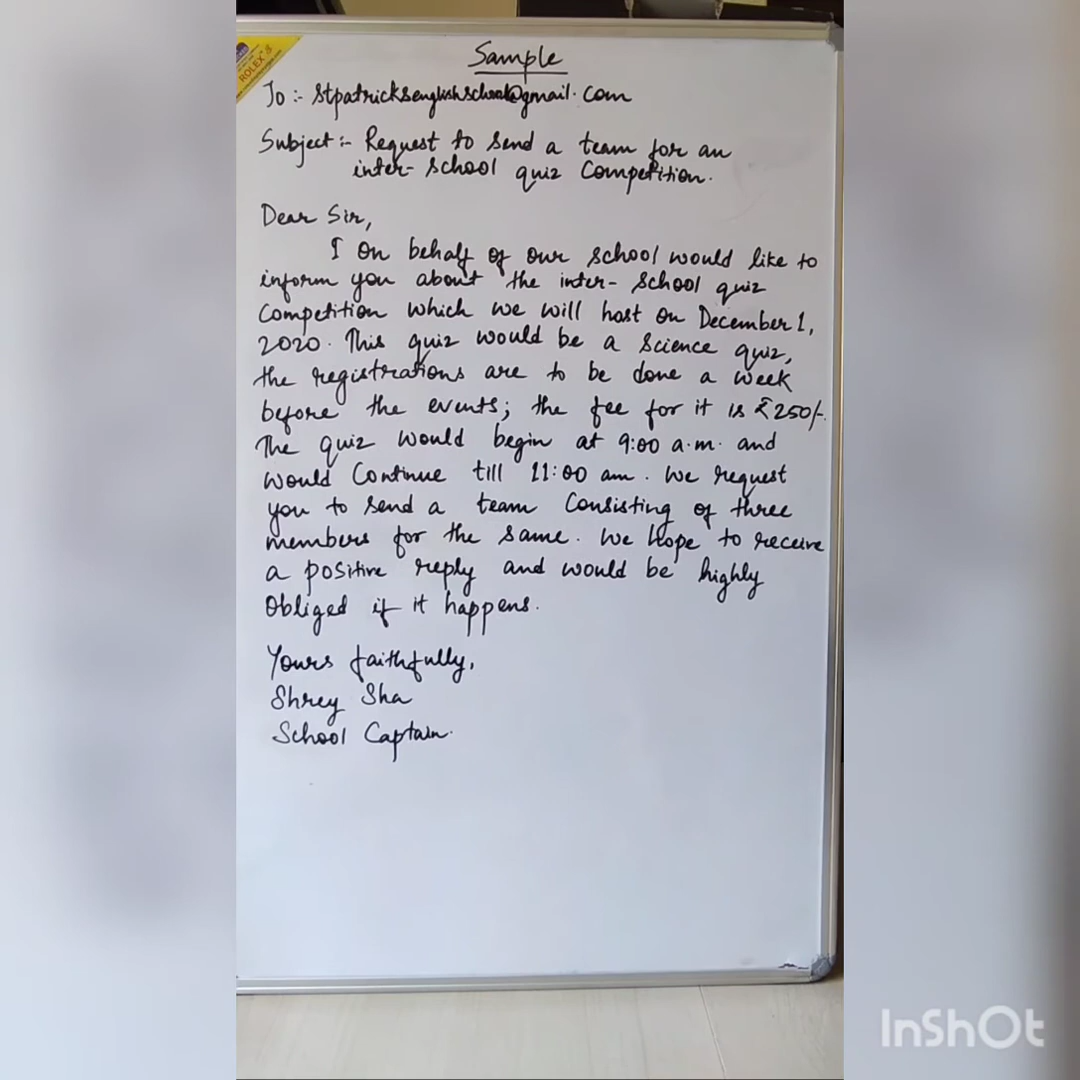 ROLEX'S
Sample
To :- stpatricksenglishschool@gmail.com
Subject :- Request to send a team for an
inter-school quiz Competition.
Dear Sir,
I on behalf of our school would like to
inform you about the inter-school quiz
Competition which we will host on December 1,
2020. This quiz would be a science quiz,
the registrations are to be done a week
before the events; the fee for it is ₹250/-.
The quiz would begin at 9:00 a.m. and
would Continue till 11:00 am. We request
you to send a team Consisting of three
members for the same. We hope to receive
a positive reply and would be highly
obliged if it happens.
Yours faithfully,
Shrey Sha
School Captain.
InShOt